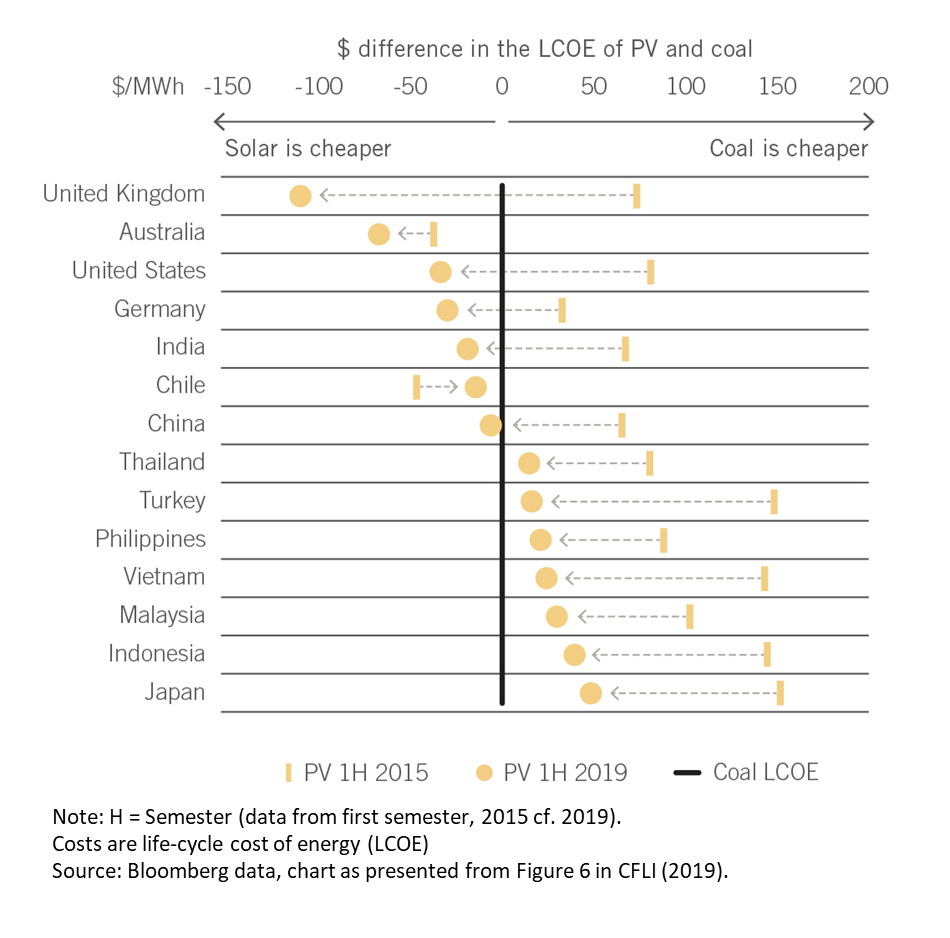 $ difference in the LCOE of PV and coal
$/MWh -150 -100 -50 0 50 100 150 200
Solar is cheaper Coal is cheaper
United Kingdom
Australia
United States
Germany
India
Chile
China
Thailand
Turkey
Philippines
Vietnam
Malaysia
Indonesia
Japan
PV 1H 2015 PV 1H 2019 Coal LCOE
Note: H = Semester (data from first semester, 2015 cf. 2019).
Costs are life-cycle cost of energy (LCOE)
Source: Bloomberg data, chart as presented from Figure 6 in CFLI (2019).